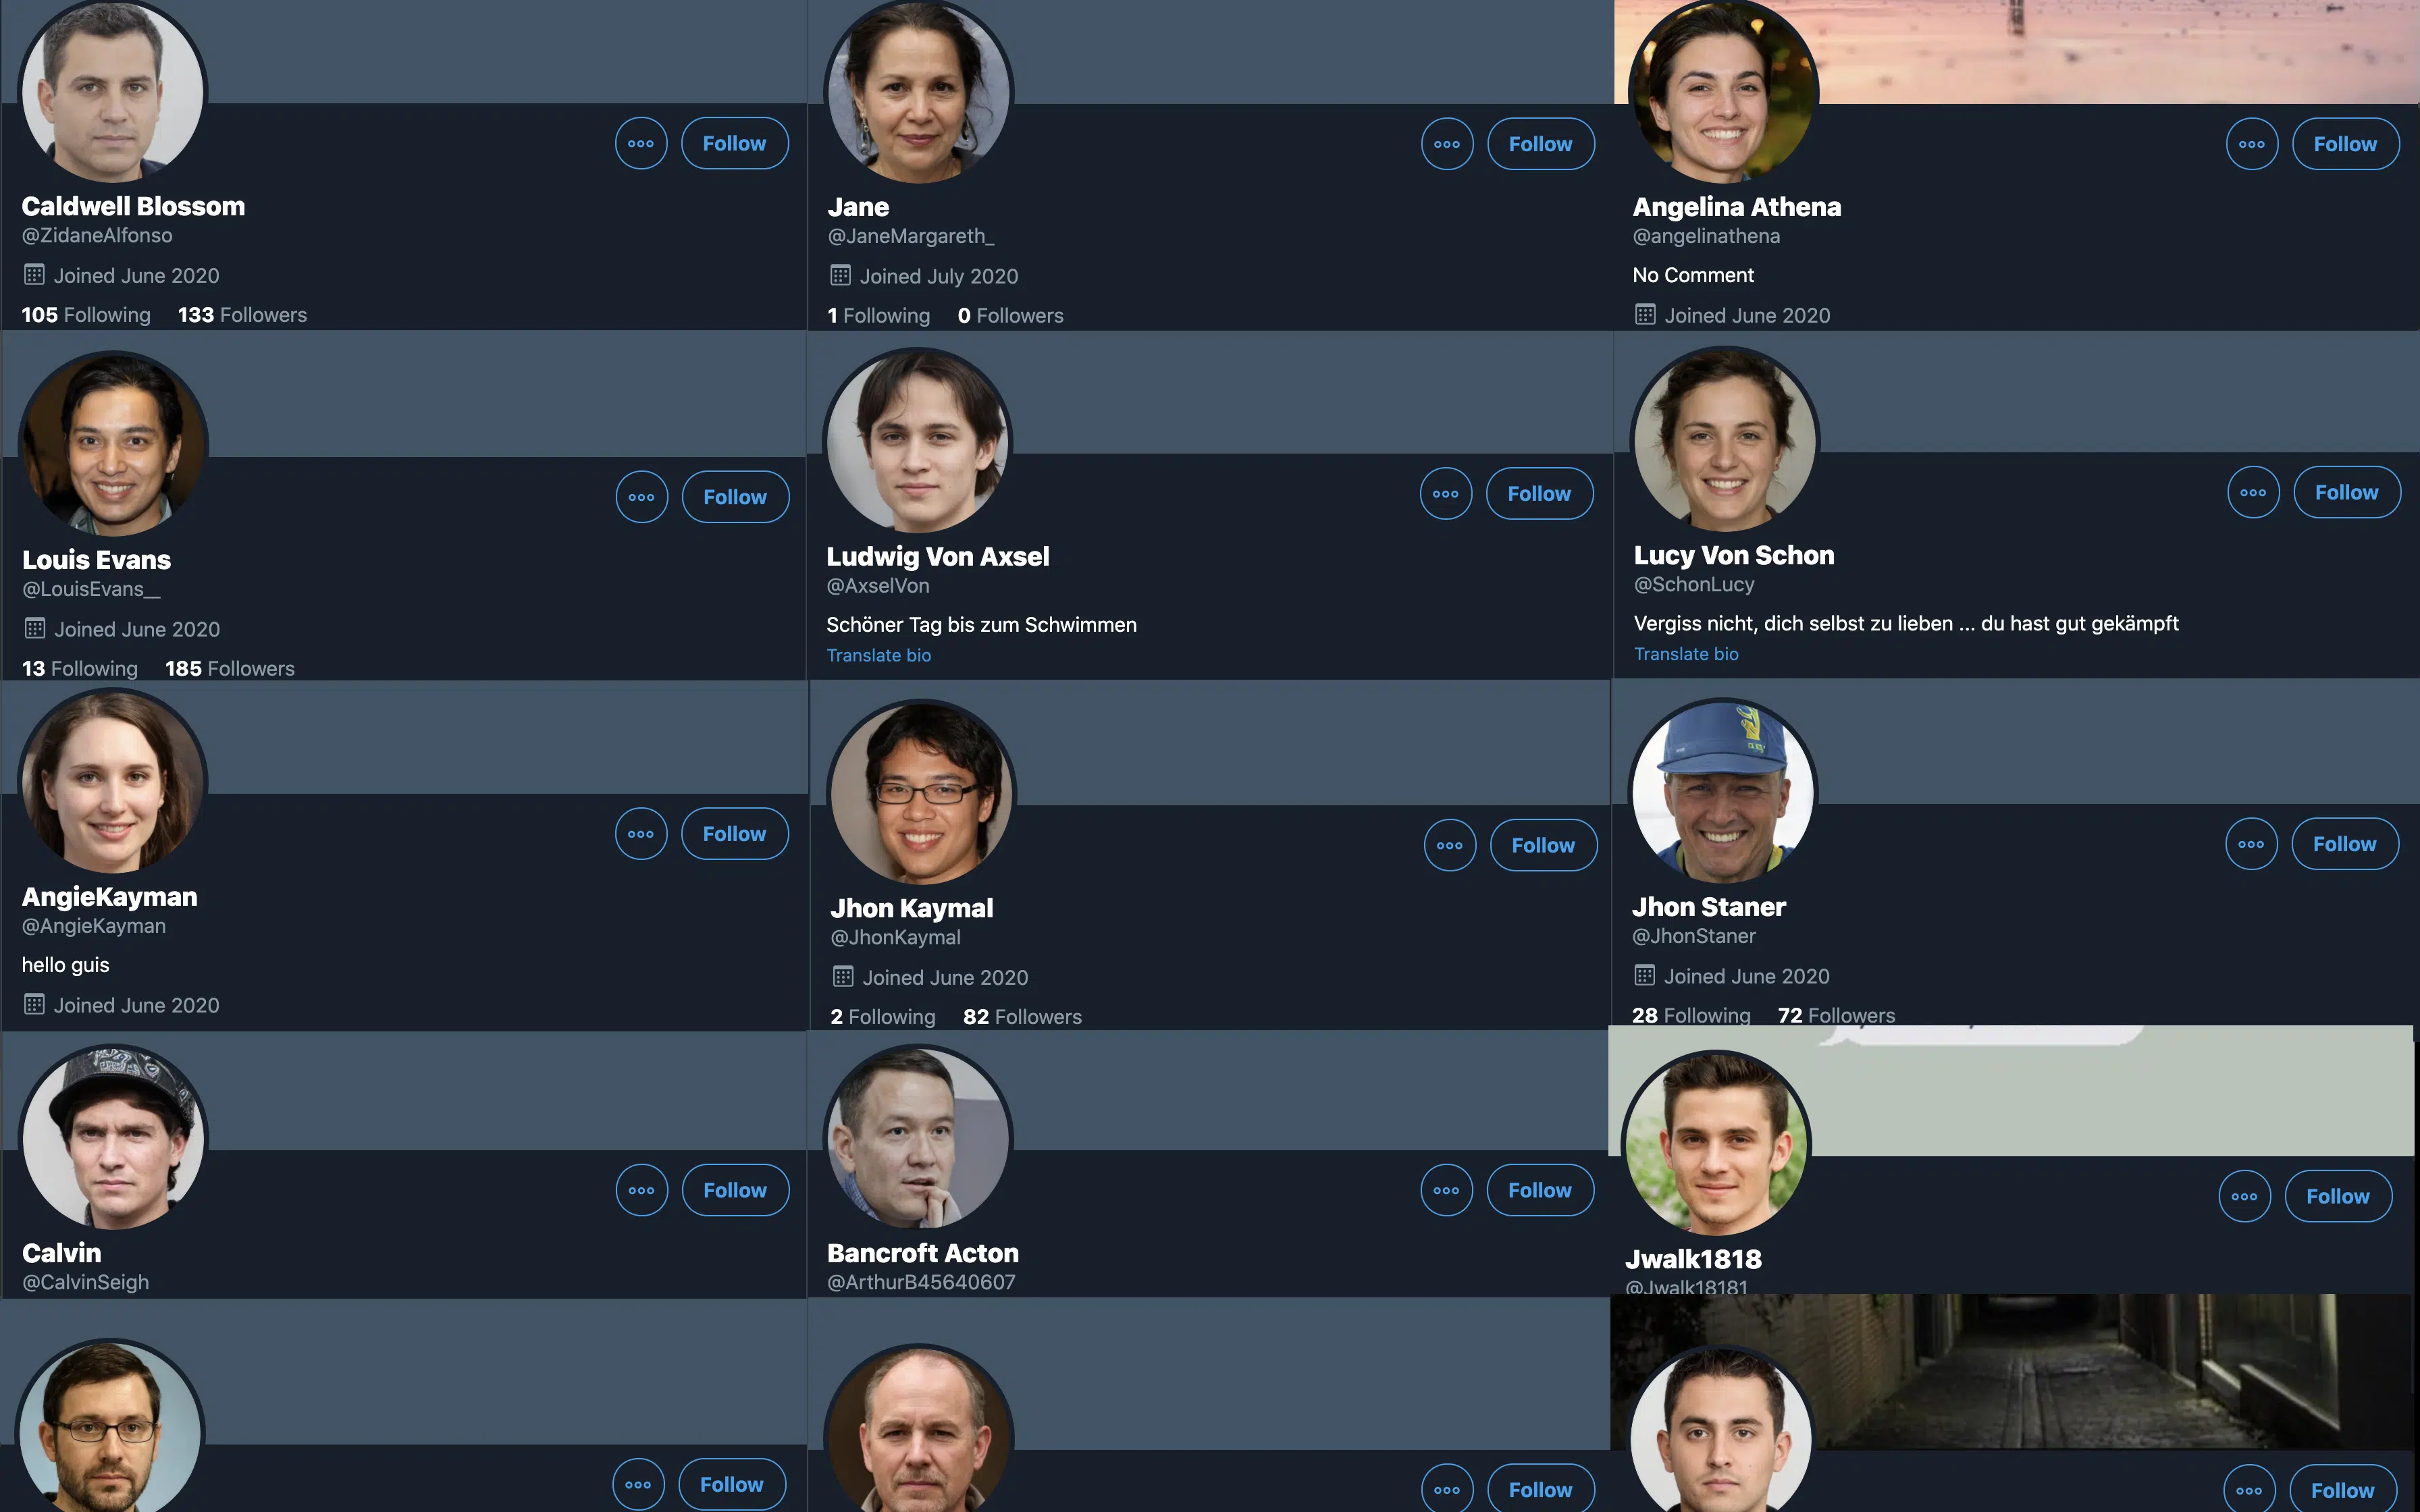 Follow
Caldwell Blossom
@ZidaneAlfonso
Joined June 2020
105 Following 133 Followers
Follow
Jane
@JaneMargareth_
Joined July 2020
1 Following 0 Followers
Follow
Angelina Athena
@angelinathena
No Comment
Joined June 2020
Follow
Louis Evans
@LouisEvans__
Joined June 2020
13 Following 185 Followers
Follow
Ludwig Von Axsel
@AxselVon
Schöner Tag bis zum Schwimmen
Translate bio
Follow
Lucy Von Schon
@SchonLucy
Vergiss nicht, dich selbst zu lieben ... du hast gut gekämpft
Translate bio
Follow
AngieKayman
@AngieKayman
hello guis
Joined June 2020
Follow
Jhon Kaymal
@JhonKaymal
Joined June 2020
2 Following 82 Followers
Follow
Jhon Staner
@JhonStaner
Joined June 2020
28 Following 72 Followers
Follow
Calvin
@CalvinSeigh
Follow
Bancroft Acton
@ArthurB45640607
Follow
Jwalk1818
@Jwalk18181
Follow
Follow
Follow